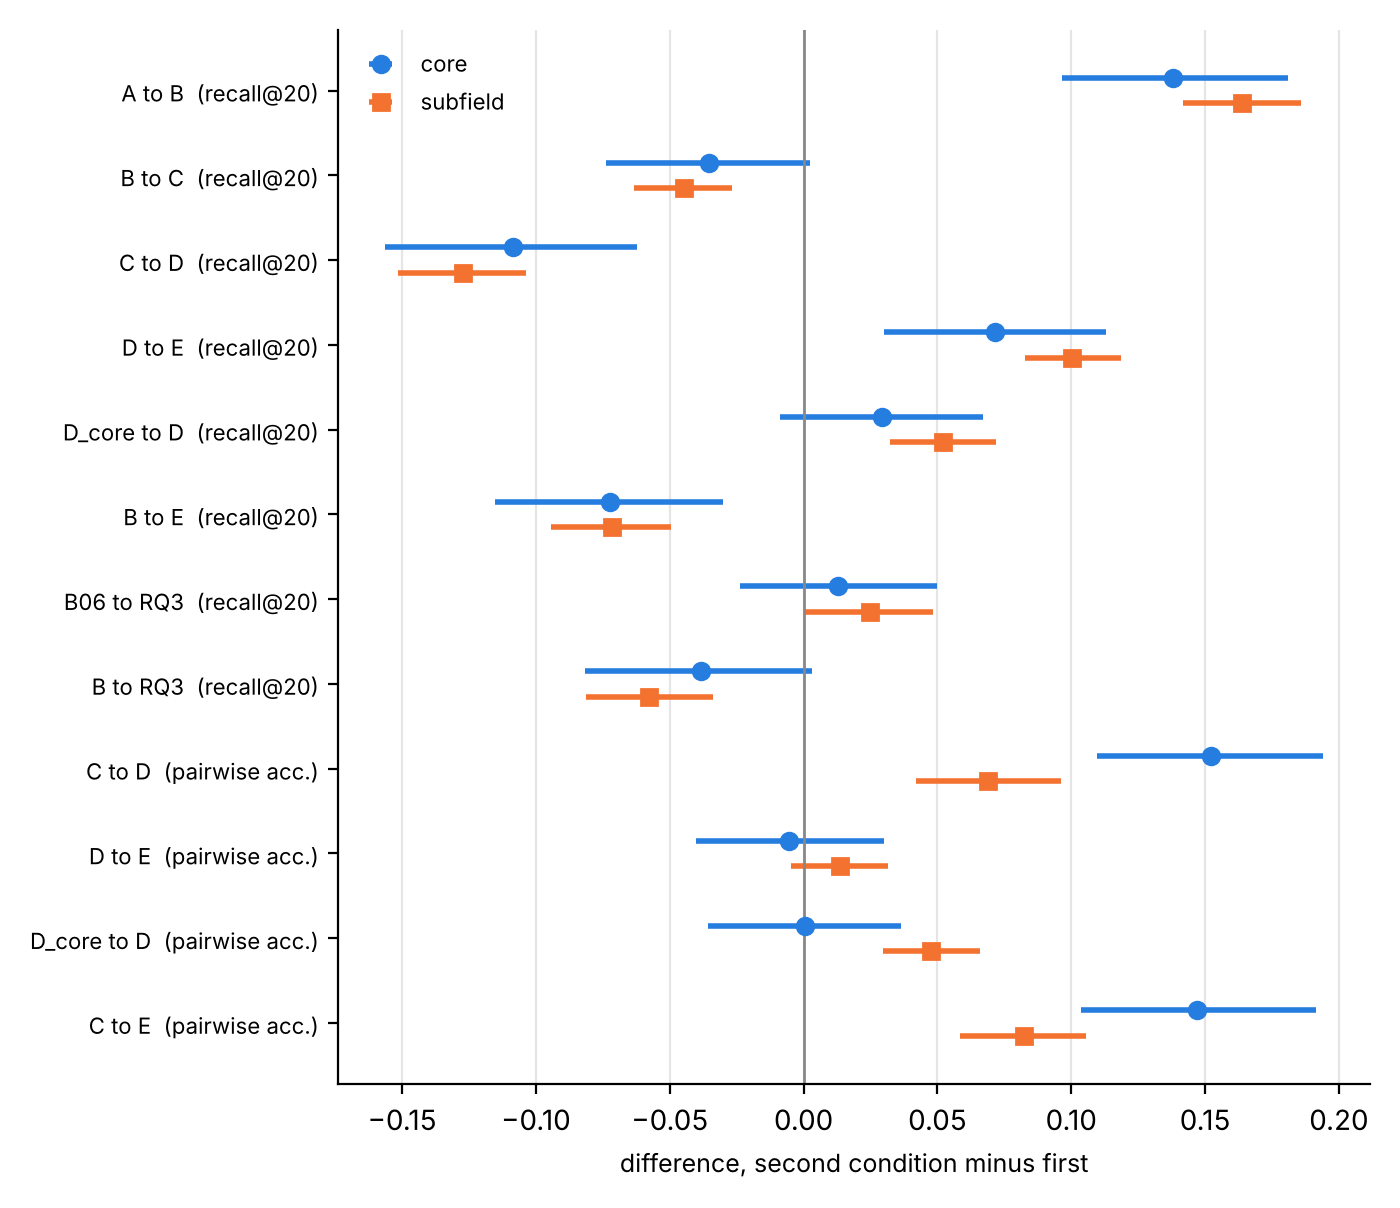 core
subfield
A to B (recall@20)
B to C (recall@20)
C to D (recall@20)
D to E (recall@20)
D_core to D (recall@20)
B to E (recall@20)
B06 to RQ3 (recall@20)
B to RQ3 (recall@20)
C to D (pairwise acc.)
D to E (pairwise acc.)
D_core to D (pairwise acc.)
C to E (pairwise acc.)
−0.15 −0.10 −0.05 0.00 0.05 0.10 0.15 0.20
difference, second condition minus first